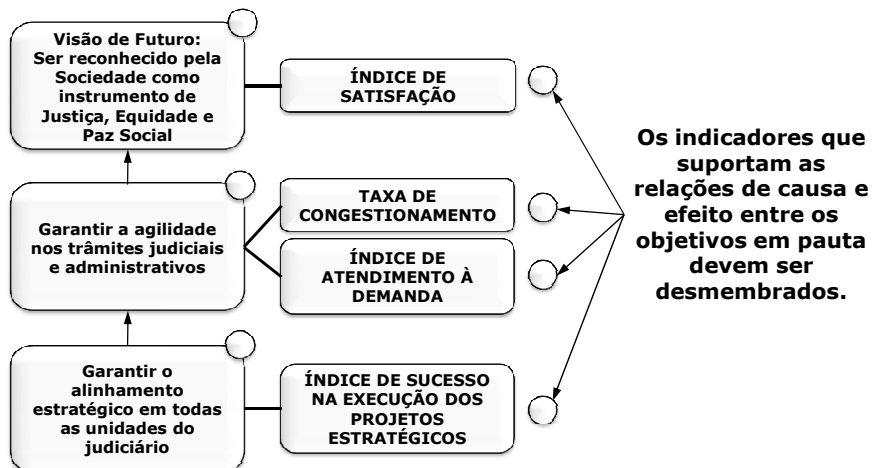 Visão de Futuro:
Ser reconhecido pela
Sociedade como
instrumento de
Justiça, Equidade e
Paz Social
ÍNDICE DE
SATISFAÇÃO
Garantir a agilidade
nos trâmites judiciais
e administrativos
TAXA DE
CONGESTIONAMENTO
ÍNDICE DE
ATENDIMENTO À
DEMANDA
Garantir o
alinhamento
estratégico em todas
as unidades do
judiciário
ÍNDICE DE SUCESSO
NA EXECUÇÃO DOS
PROJETOS
ESTRATÉGICOS
Os indicadores que
suportam as
relações de causa e
efeito entre os
objetivos em pauta
devem ser
desmembrados.